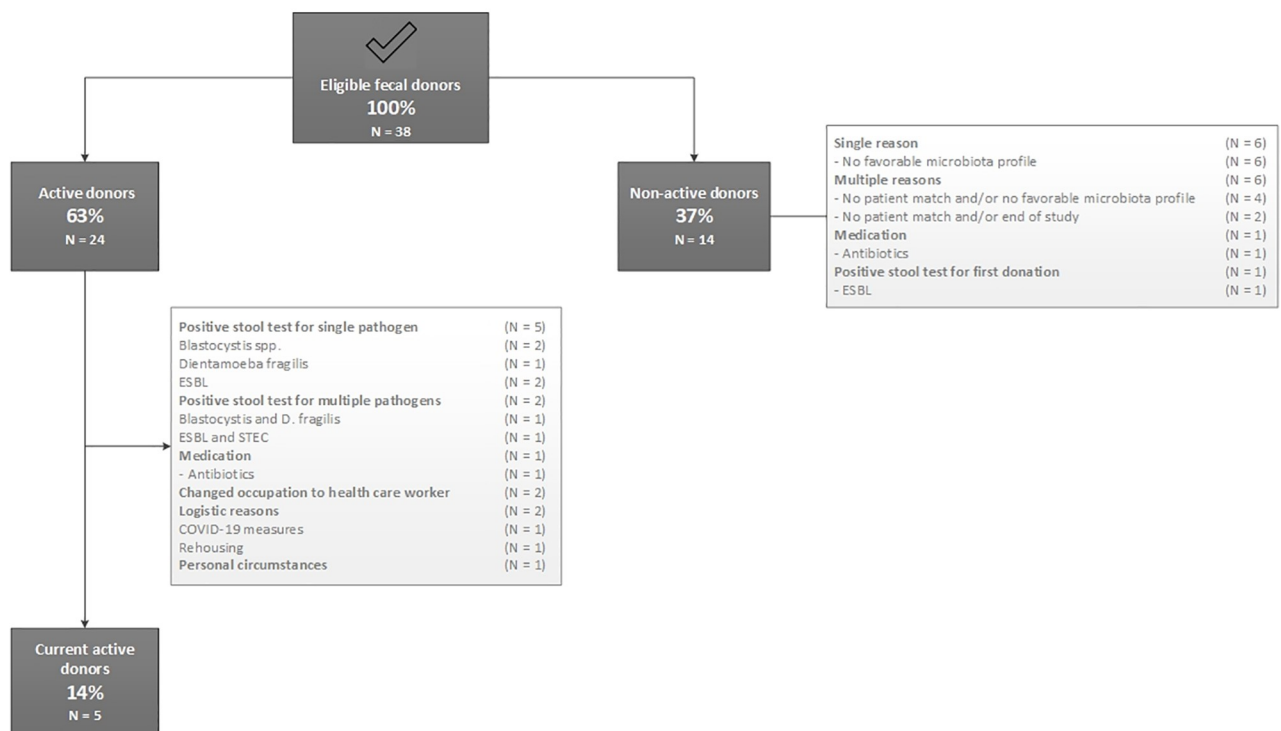 Eligible fecal donors
100%
N = 38
Active donors
63%
N = 24
Non-active donors
37%
N = 14
Single reason (N = 6)
- No favorable microbiota profile (N = 6)
Multiple reasons (N = 6)
- No patient match and/or no favorable microbiota profile (N = 4)
- No patient match and/or end of study (N = 2)
Medication (N = 1)
- Antibiotics (N = 1)
Positive stool test for first donation (N = 1)
- ESBL (N = 1)
Positive stool test for single pathogen (N = 5)
Blastocystis spp. (N = 2)
Dientamoeba fragilis (N = 1)
ESBL (N = 2)
Positive stool test for multiple pathogens (N = 2)
Blastocystis and D. fragilis (N = 1)
ESBL and STEC (N = 1)
Medication (N = 1)
- Antibiotics (N = 1)
Changed occupation to health care worker (N = 2)
Logistic reasons (N = 2)
COVID-19 measures (N = 1)
Rehousing (N = 1)
Personal circumstances (N = 1)
Current active
donors
14%
N = 5